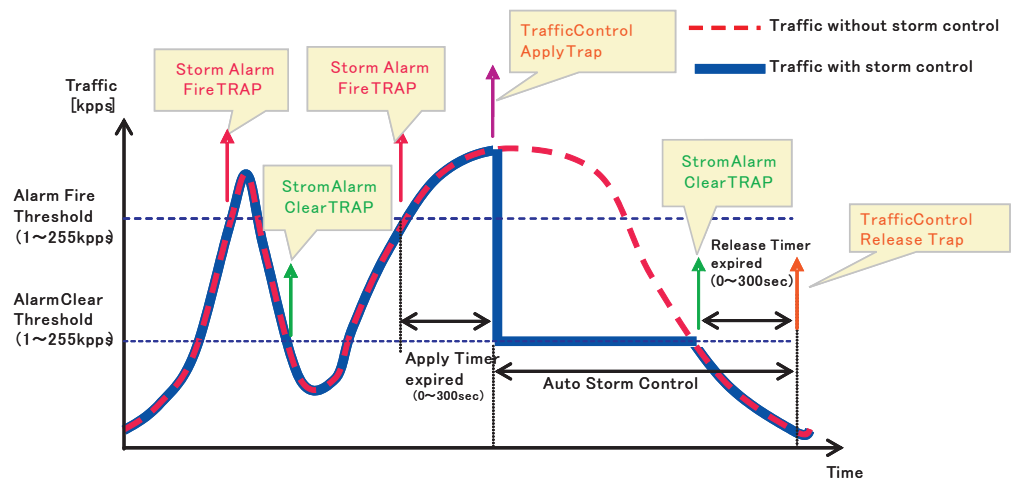 Traffic without storm control
Traffic with storm control
TrafficControl
ApplyTrap
Storm Alarm
FireTRAP
Storm Alarm
FireTRAP
Traffic
[kpps]
StromAlarm
ClearTRAP
StromAlarm
ClearTRAP
Alarm Fire
Threshold
(1～255kpps)
TrafficControl
Release Trap
Release Timer
expired
(0～300sec)
AlarmClear
Threshold
(1～255kpps)
Apply Timer
expired
(0～300sec)
Auto Storm Control
Time